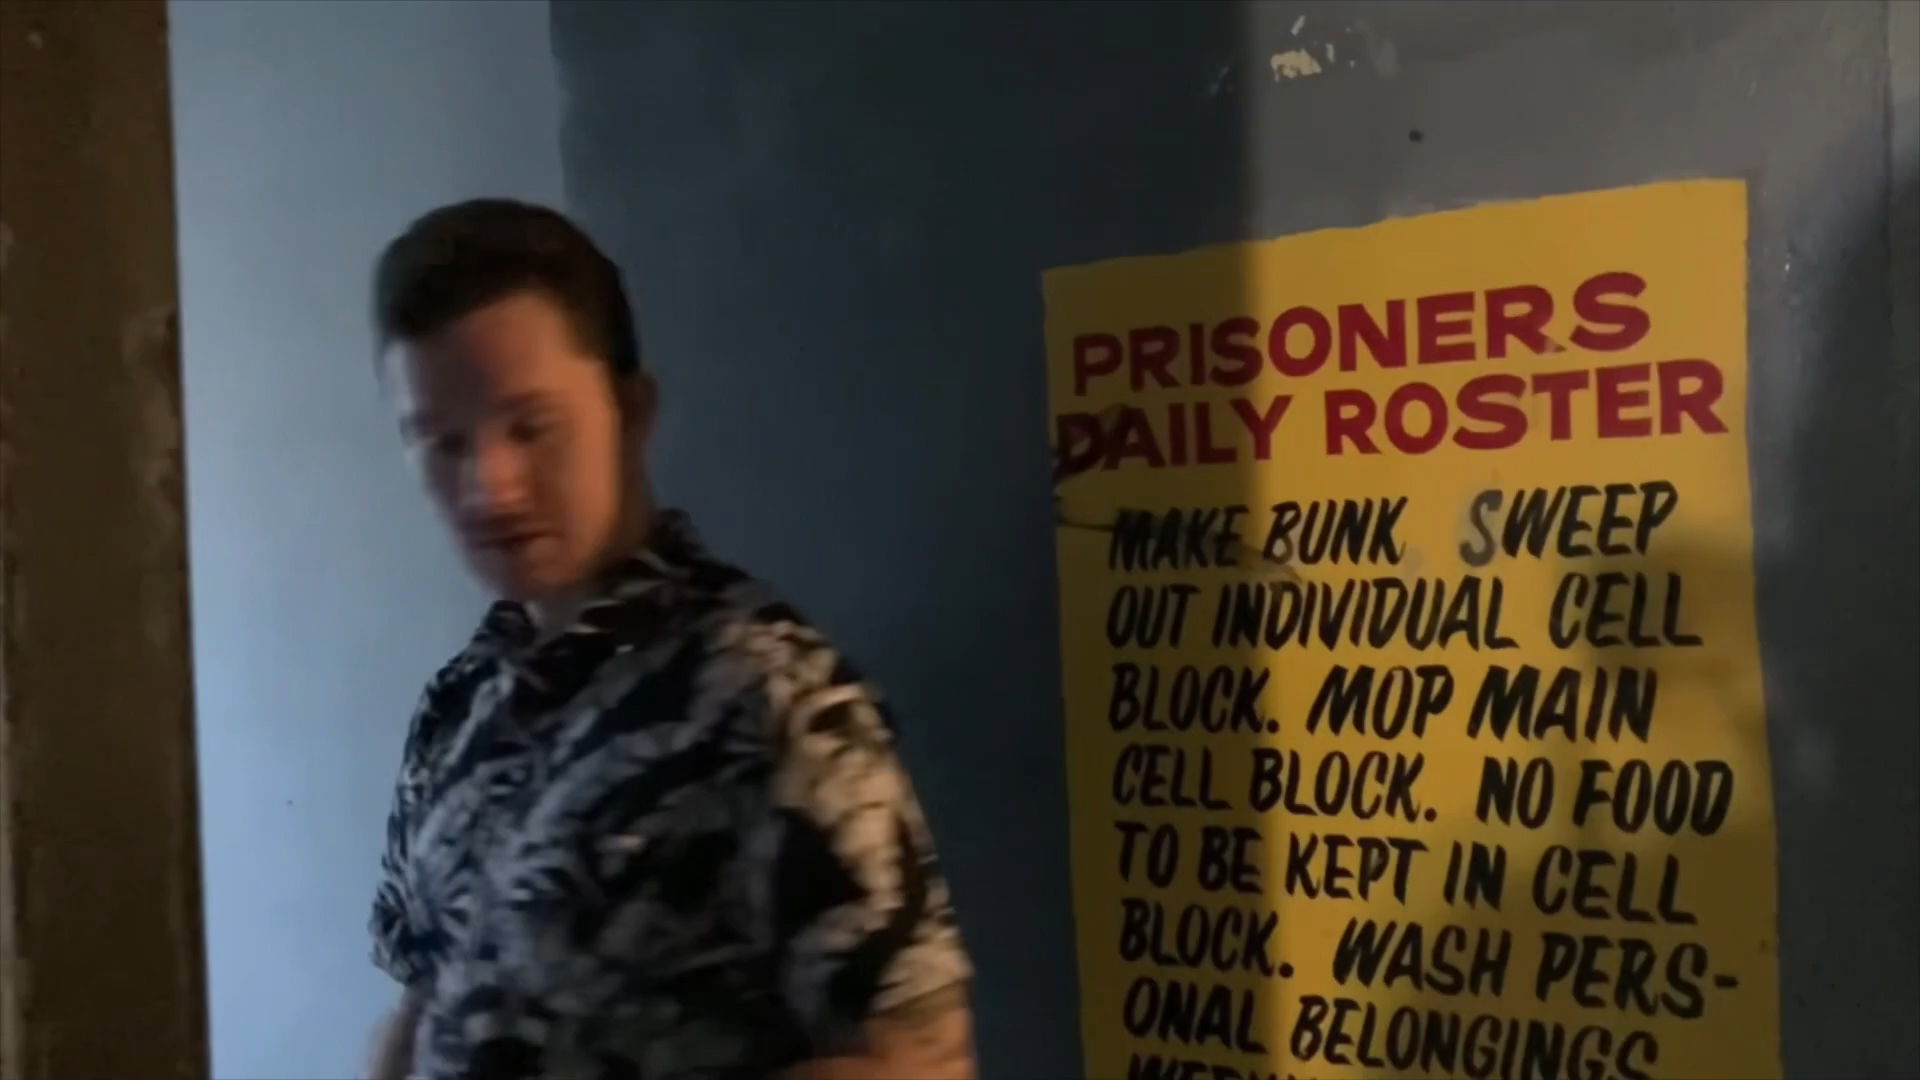 PRISONERS
DAILY ROSTER
MAKE BUNK SWEEP
OUT INDIVIDUAL CELL
BLOCK. MOP MAIN
CELL BLOCK. NO FOOD
TO BE KEPT IN CELL
BLOCK. WASH PERS-
ONAL BELONGINGS